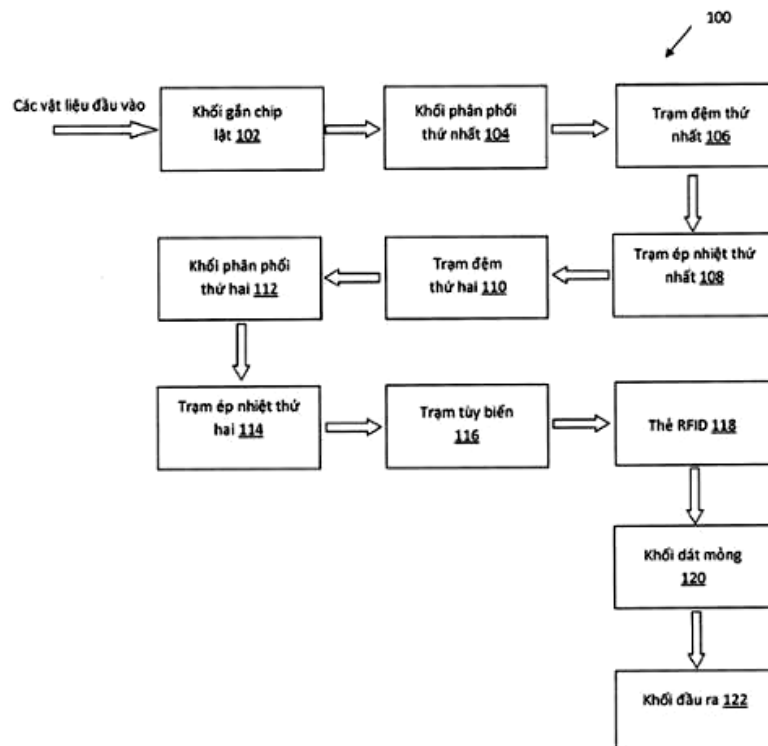 100
Các vật liệu đầu vào
Khối gắn chip
lật 102
Khối phân phối
thứ nhất 104
Trạm đệm thứ
nhất 106
Trạm ép nhiệt thứ
nhất 108
Trạm đệm
thứ hai 110
Khối phân phối
thứ hai 112
Trạm ép nhiệt thứ
hai 114
Trạm tùy biến
116
Thẻ RFID 118
Khối dát mỏng
120
Khối đầu ra 122